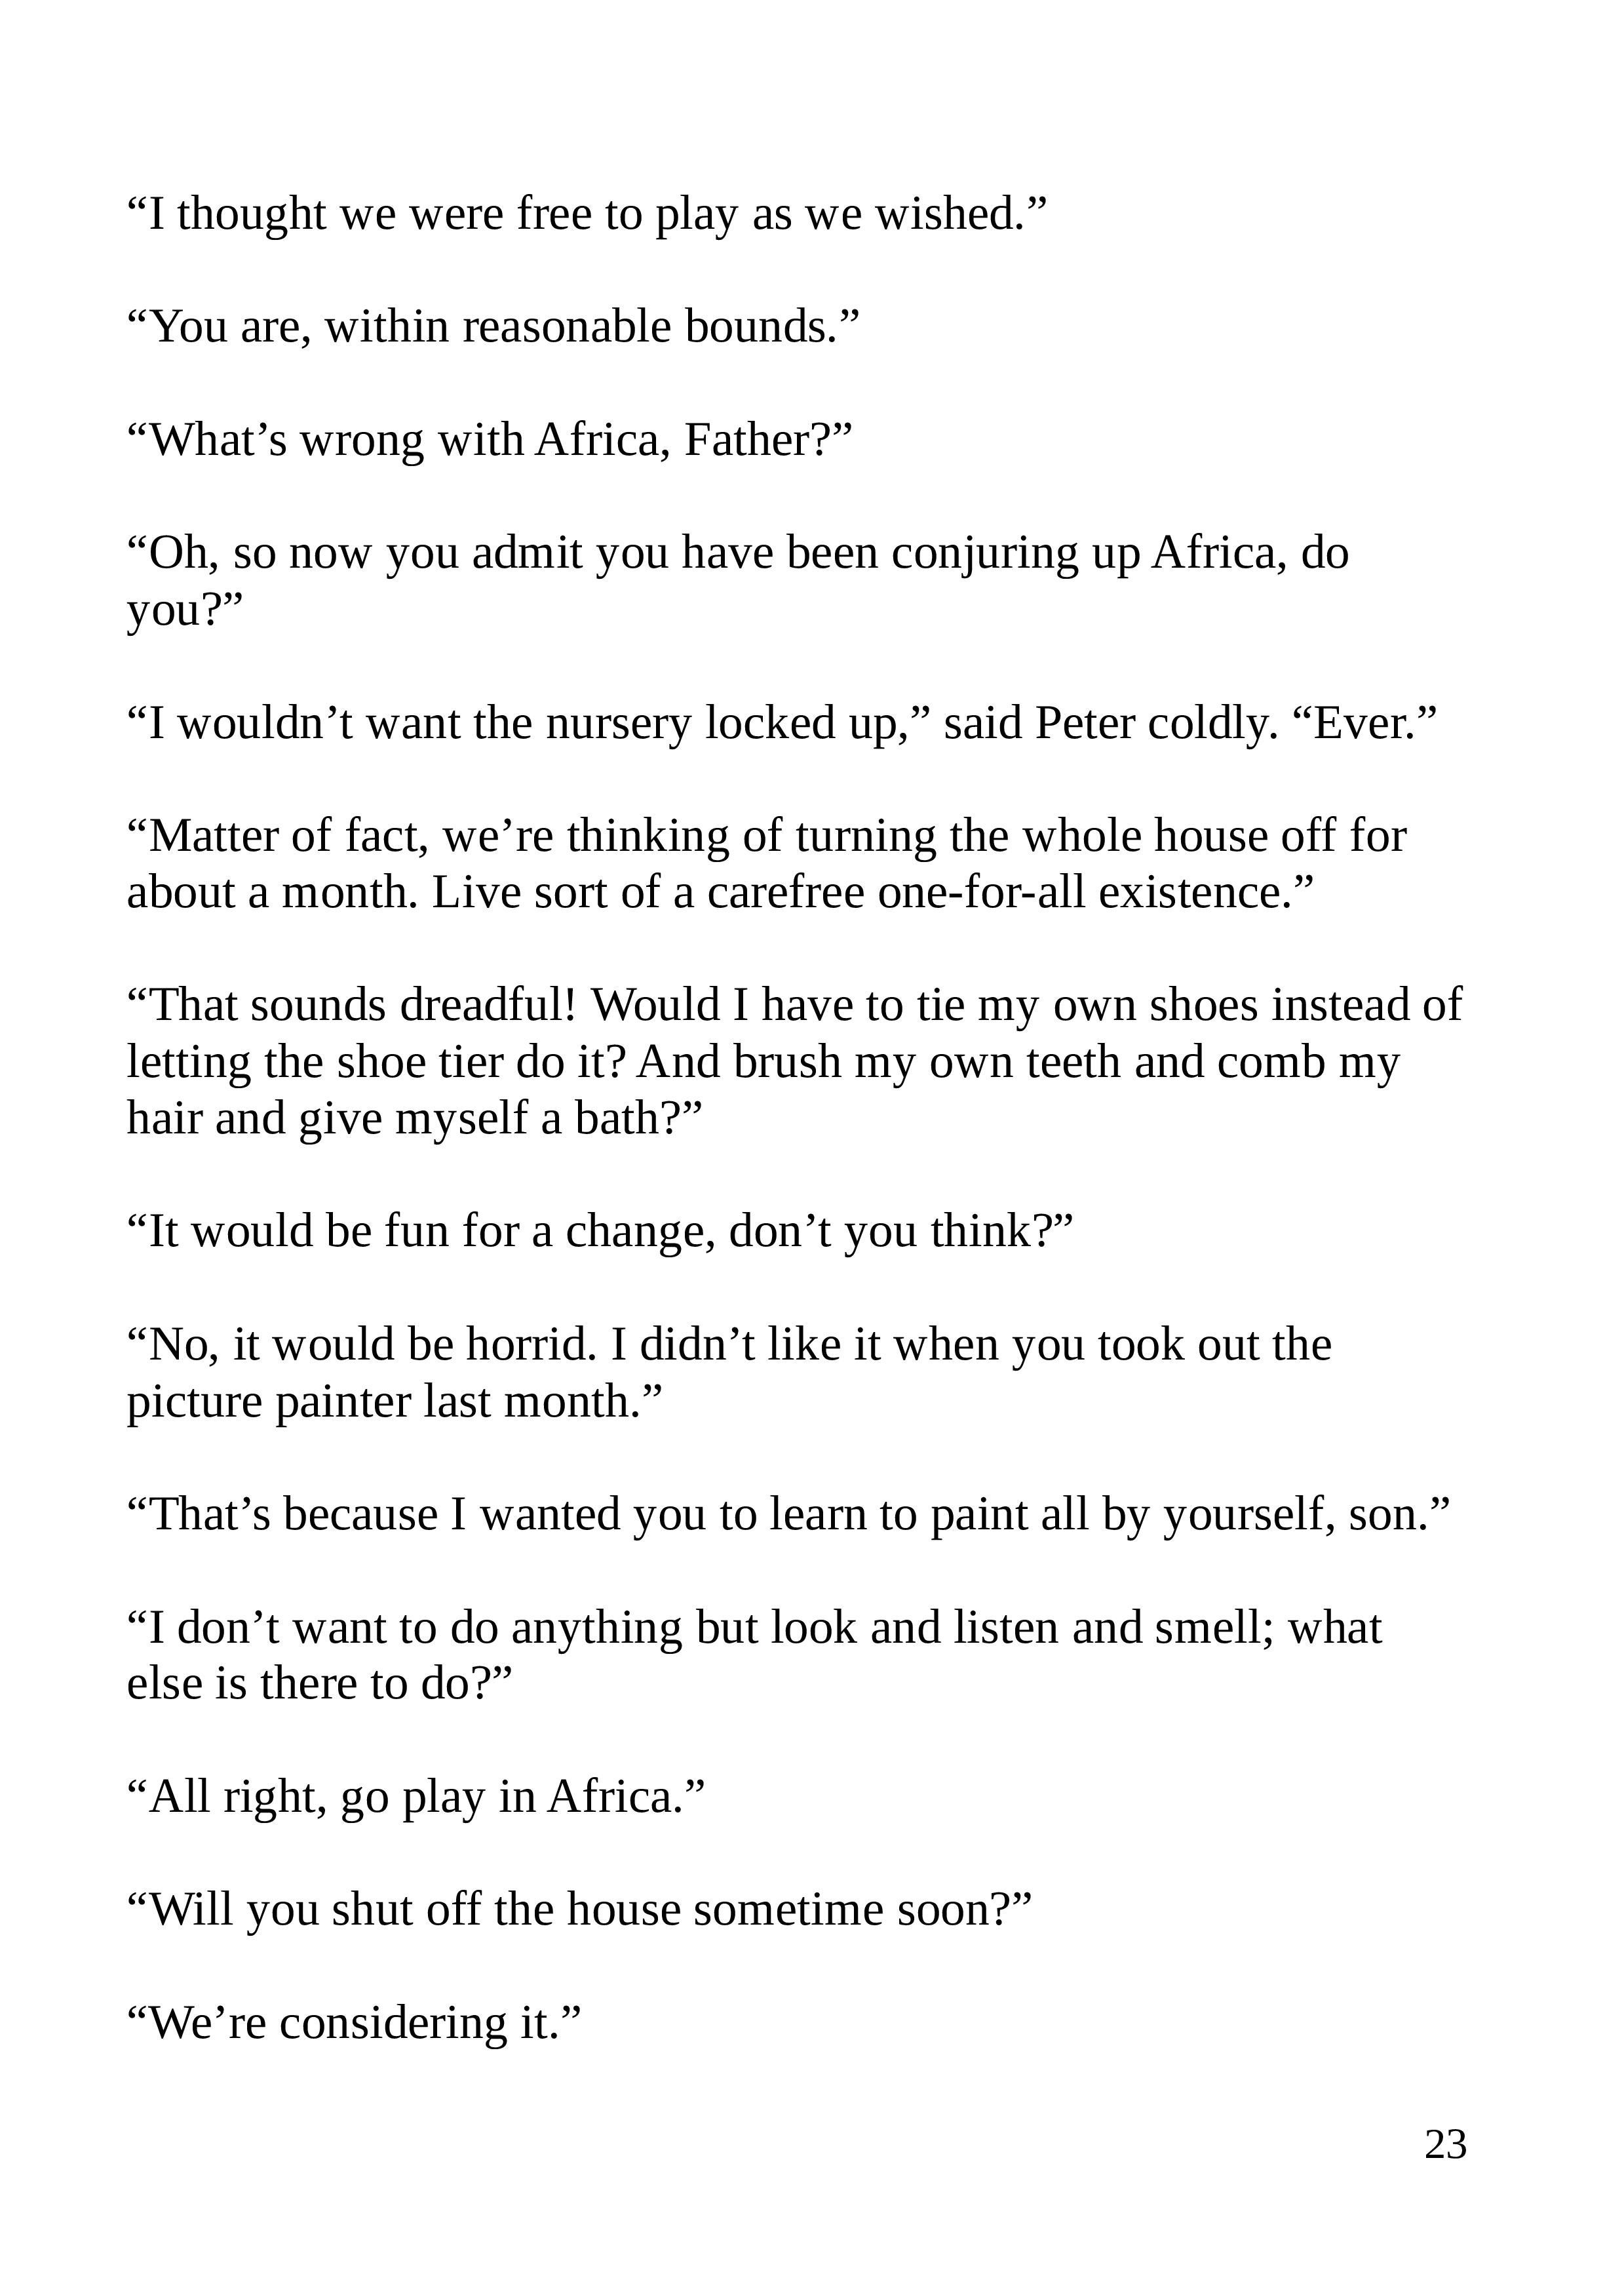 “I thought we were free to play as we wished.”
“You are, within reasonable bounds.”
“What’s wrong with Africa, Father?”
“Oh, so now you admit you have been conjuring up Africa, do
you?”
“I wouldn’t want the nursery locked up,” said Peter coldly. “Ever.”
“Matter of fact, we’re thinking of turning the whole house off for
about a month. Live sort of a carefree one-for-all existence.”
“That sounds dreadful! Would I have to tie my own shoes instead of
letting the shoe tier do it? And brush my own teeth and comb my
hair and give myself a bath?”
“It would be fun for a change, don’t you think?”
“No, it would be horrid. I didn’t like it when you took out the
picture painter last month.”
“That’s because I wanted you to learn to paint all by yourself, son.”
“I don’t want to do anything but look and listen and smell; what
else is there to do?”
“All right, go play in Africa.”
“Will you shut off the house sometime soon?”
“We’re considering it.”
23